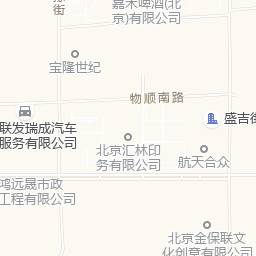 嘉禾啤酒(北
京)有限公司
街
宝隆世纪
物顺南路
联发瑞成汽车
服务有限公司
盛吉街
北京汇林印
务有限公司
航天合众
鸿远晟市政
工程有限公司
北京金保联文
化创意有限公司